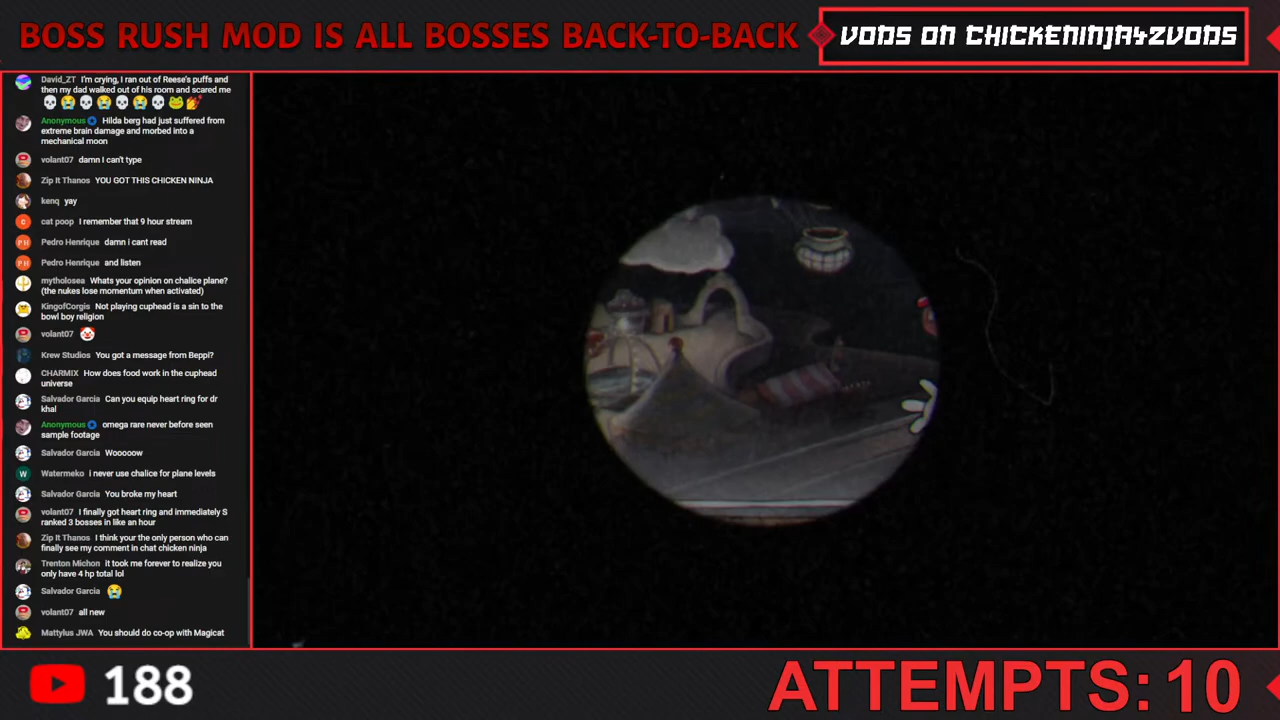 BOSS RUSH MOD IS ALL BOSSES BACK-TO-BACK
VODS ON CHICKENINJA42VODS
David_ZT I'm crying, I ran out of Reese's puffs and
then my dad walked out of his room and scared me
💀😭💀😭💀😭💀🐸💅
Anonymous Hilda berg had just suffered from
extreme brain damage and morbed into a
mechanical moon
volant07 damn I can't type
Zip It Thanos YOU GOT THIS CHICKEN NINJA
kenq yay
C cat poop I remember that 9 hour stream
PH Pedro Henrique damn i cant read
PH Pedro Henrique and listen
mytholosea Whats your opinion on chalice plane?
(the nukes lose momentum when activated)
KingofCorgis Not playing cuphead is a sin to the
bowl boy religion
volant07 🤡
Krew Studios You got a message from Beppi?
CHARMIX How does food work in the cuphead
universe
Salvador Garcia Can you equip heart ring for dr
khal
Anonymous omega rare never before seen
sample footage
Salvador Garcia Wooooow
W Watermeko i never use chalice for plane levels
Salvador Garcia You broke my heart
volant07 I finally got heart ring and immediately S
ranked 3 bosses in like an hour
Zip It Thanos I think your the only person who can
finally see my comment in chat chicken ninja
Trenton Michon it took me forever to realize you
only have 4 hp total lol
Salvador Garcia 😭
volant07 all new
Mattylus JWA You should do co-op with Magicat
188
ATTEMPTS: 10